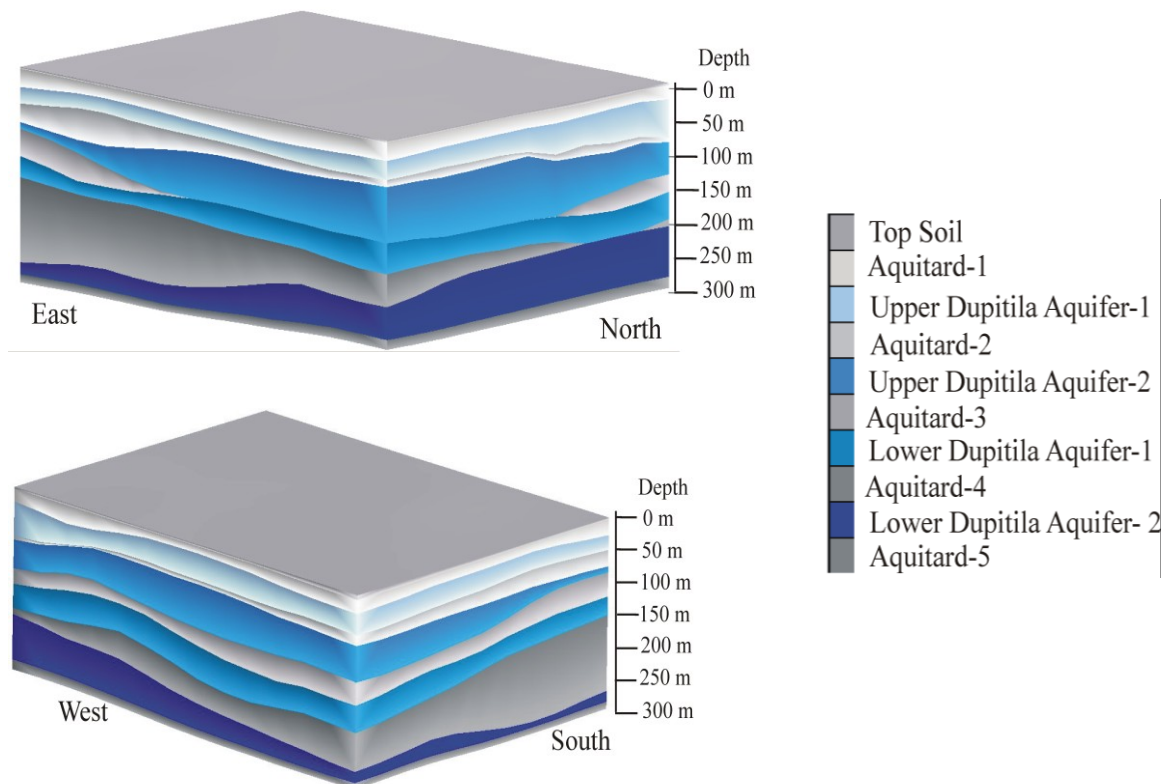 Depth
0 m
50 m
100 m
150 m
200 m
250 m
300 m
East
North
Depth
0 m
50 m
100 m
150 m
200 m
250 m
300 m
West
South
Top Soil
Aquitard-1
Upper Dupitila Aquifer-1
Aquitard-2
Upper Dupitila Aquifer-2
Aquitard-3
Lower Dupitila Aquifer-1
Aquitard-4
Lower Dupitila Aquifer- 2
Aquitard-5